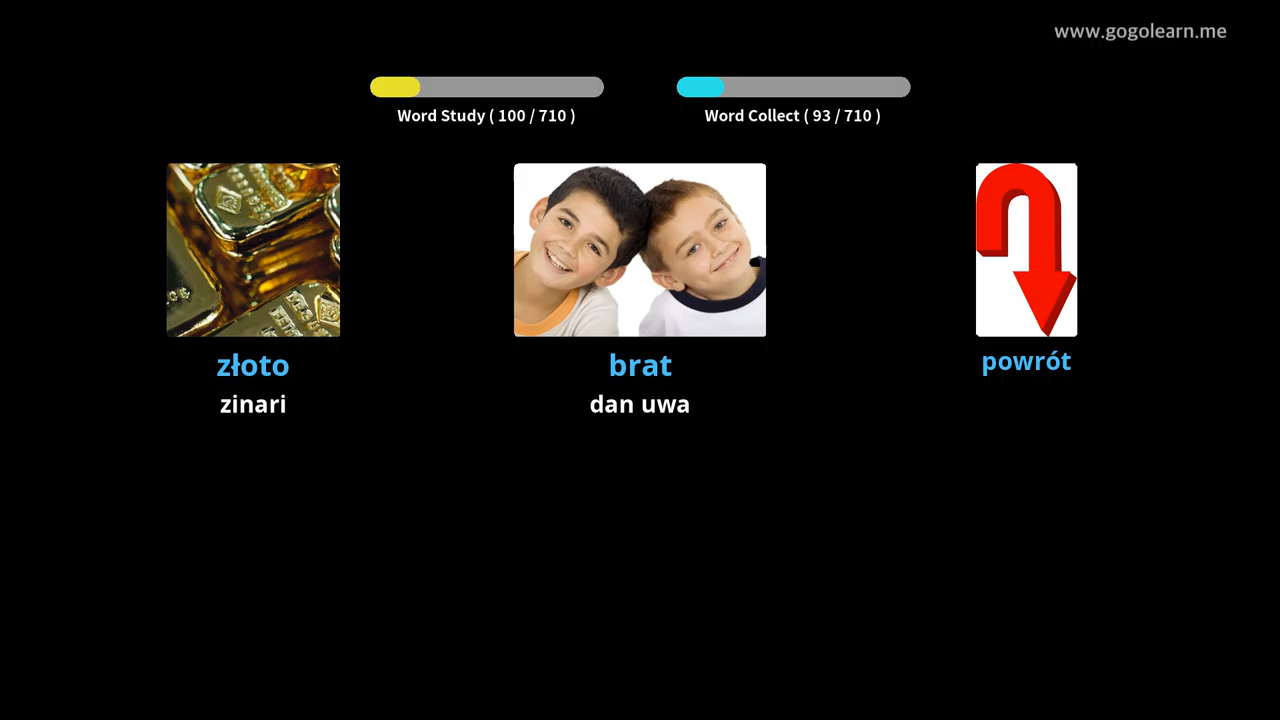 www.gogolearn.me
Word Study ( 100 / 710 )
Word Collect ( 93 / 710 )
złoto
brat
powrót
zinari
dan uwa